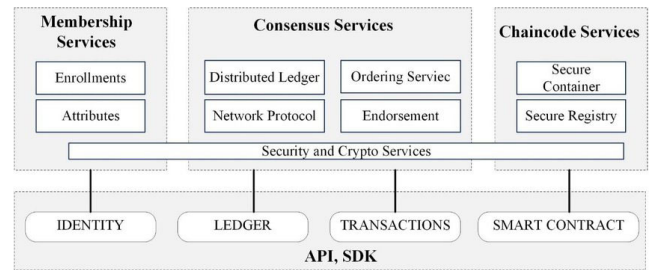 Membership
Services
Consensus Services
Chaincode Services
Enrollments
Distributed Ledger
Ordering Serviec
Secure
Container
Attributes
Network Protocol
Endorsement
Secure Registry
Security and Crypto Services
IDENTITY
LEDGER
TRANSACTIONS
SMART CONTRACT
API, SDK